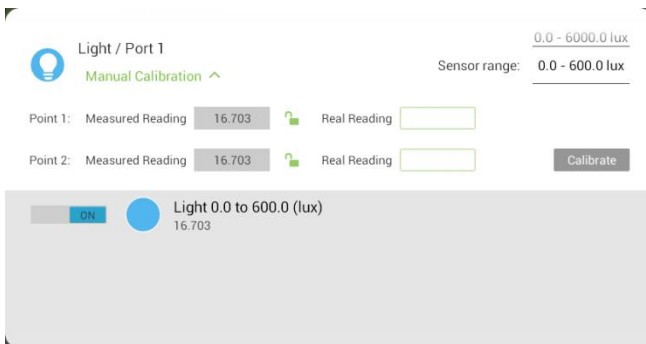 0.0 - 6000.0 lux
Light / Port 1
Sensor range: 0.0 - 600.0 lux
Manual Calibration
Point 1: Measured Reading 16.703 Real Reading
Point 2: Measured Reading 16.703 Real Reading Calibrate
ON Light 0.0 to 600.0 (lux)
16.703